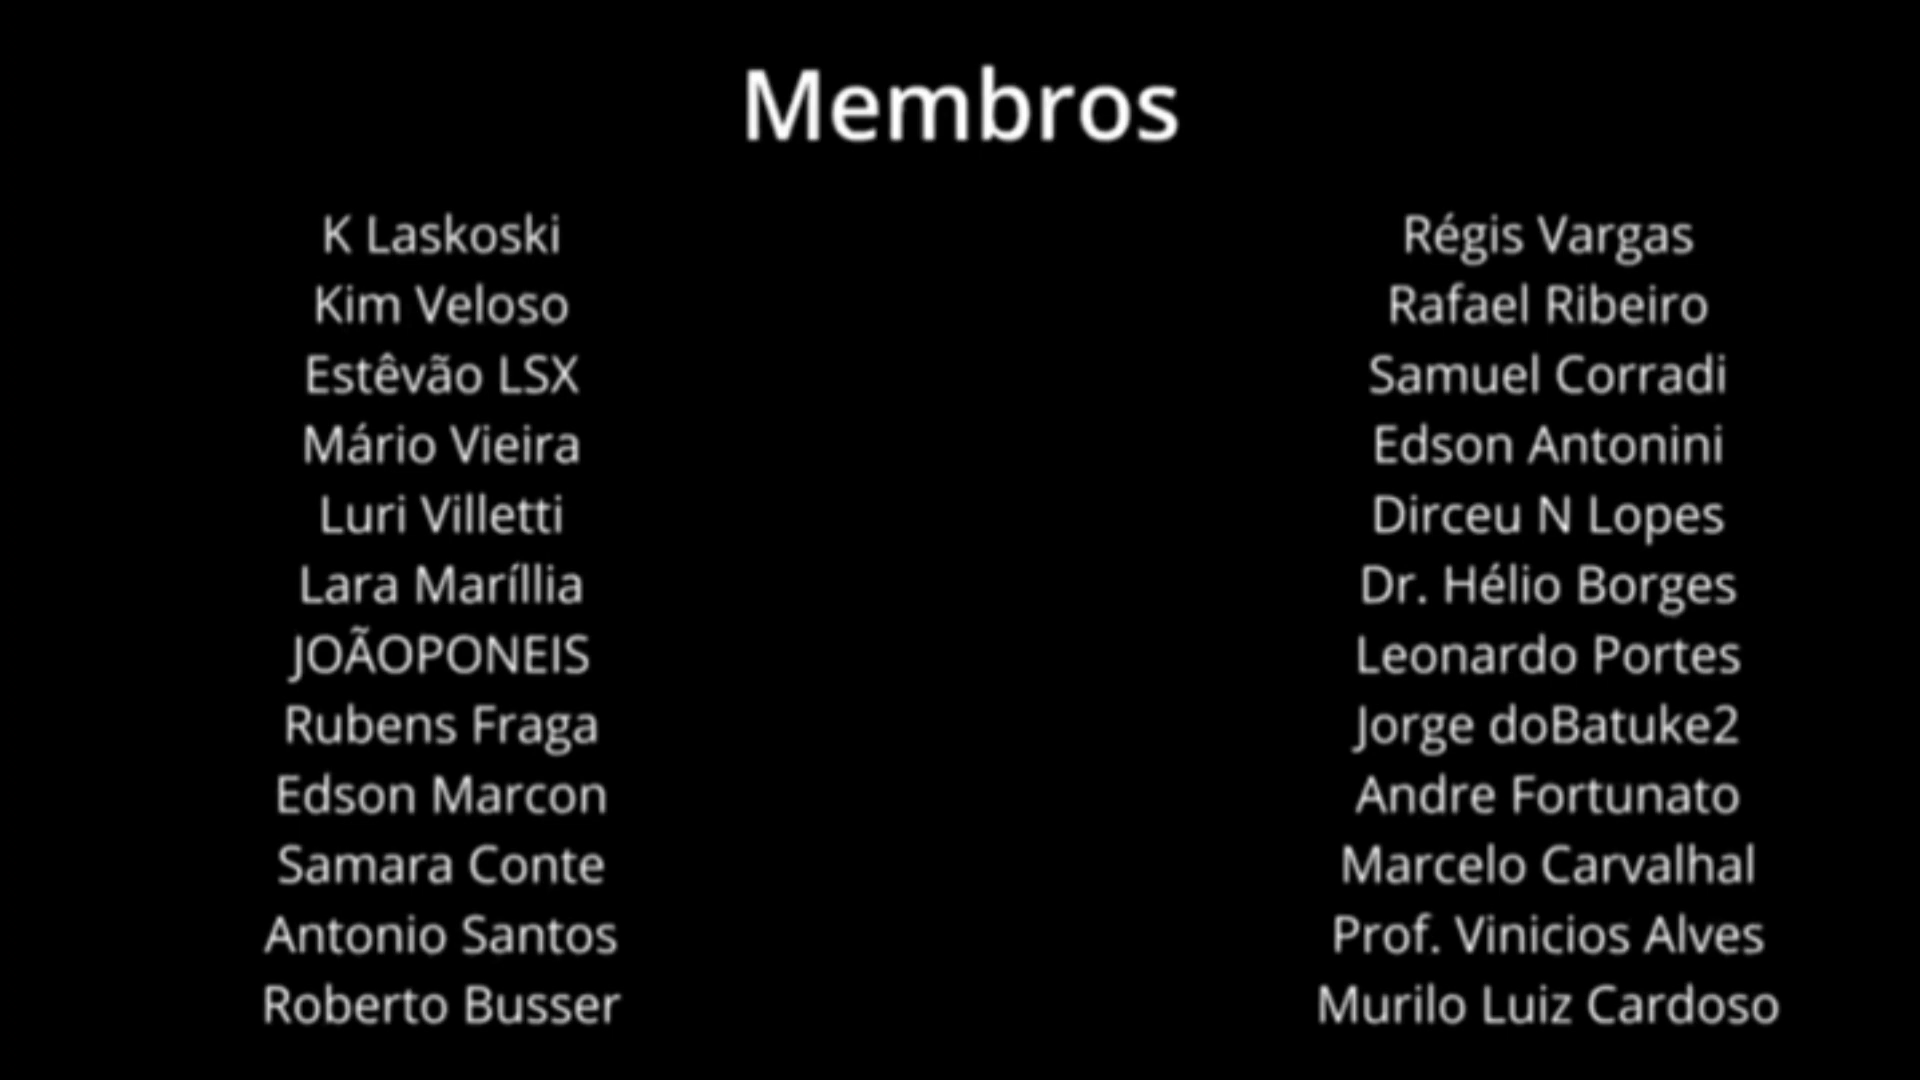 Membros
K Laskoski
Kim Veloso
Estêvão LSX
Mário Vieira
Luri Villetti
Lara Maríllia
JOÃOPONEIS
Rubens Fraga
Edson Marcon
Samara Conte
Antonio Santos
Roberto Busser
Régis Vargas
Rafael Ribeiro
Samuel Corradi
Edson Antonini
Dirceu N Lopes
Dr. Hélio Borges
Leonardo Portes
Jorge doBatuke2
Andre Fortunato
Marcelo Carvalhal
Prof. Vinicios Alves
Murilo Luiz Cardoso